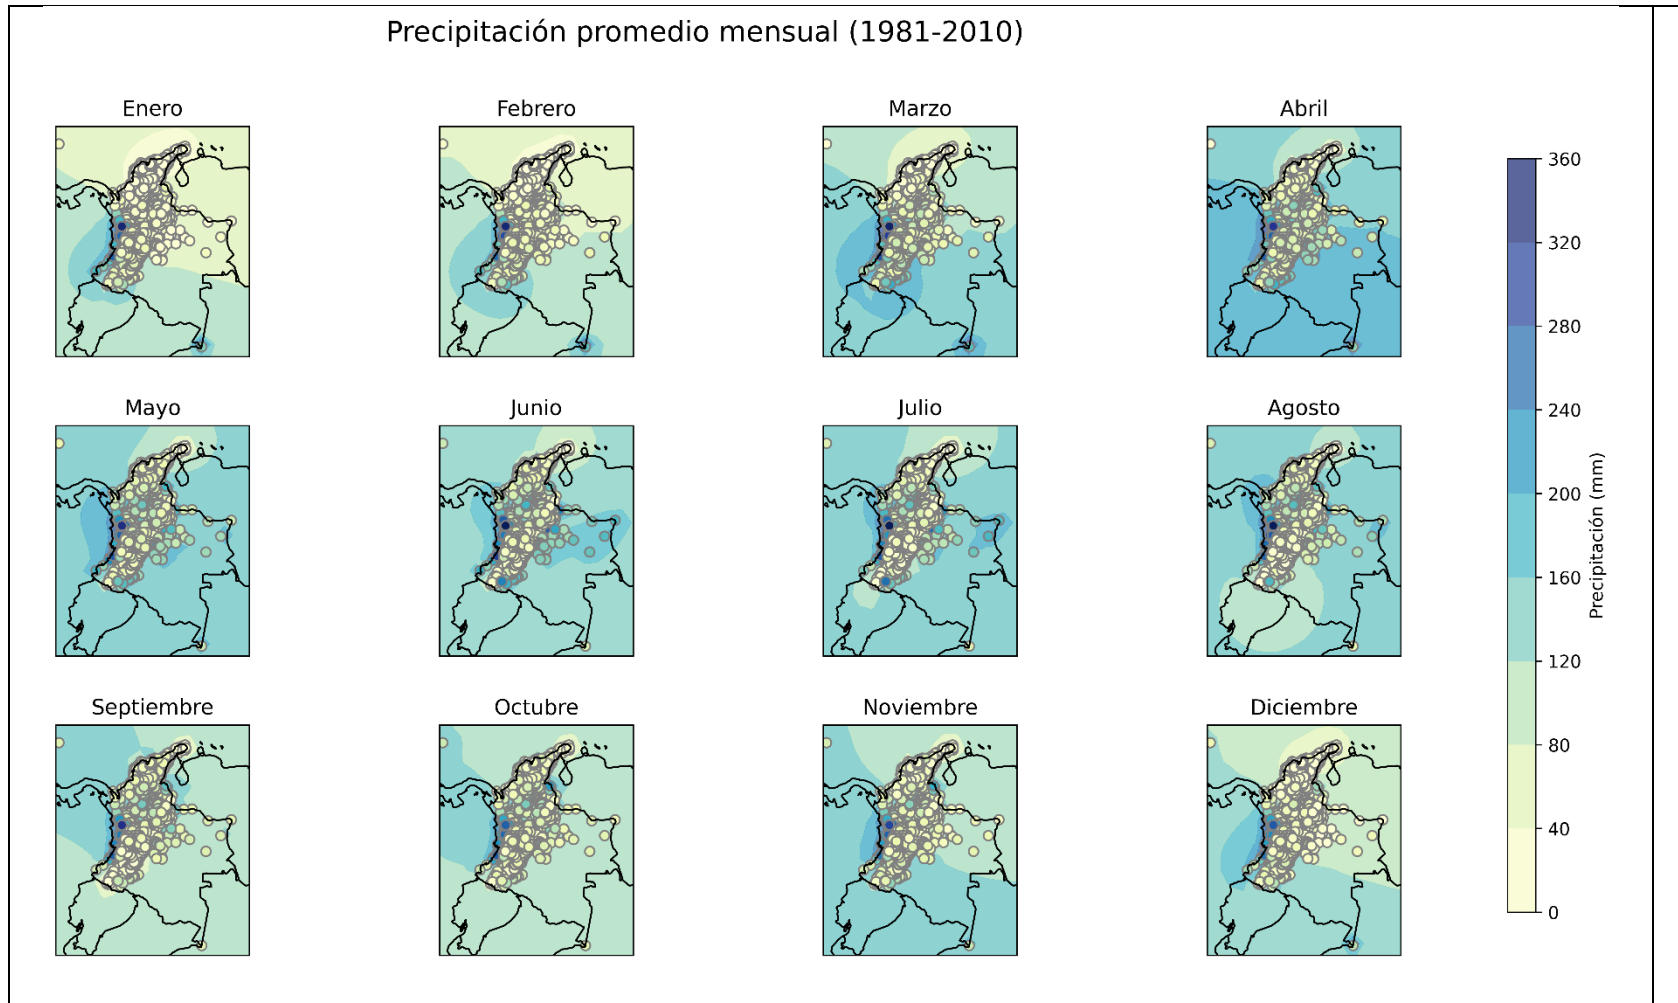 Precipitación promedio mensual (1981-2010)
Enero
Febrero
Marzo
Abril
Mayo
Junio
Julio
Agosto
Septiembre
Octubre
Noviembre
Diciembre
360
320
280
240
200
160
120
80
40
0
Precipitación (mm)